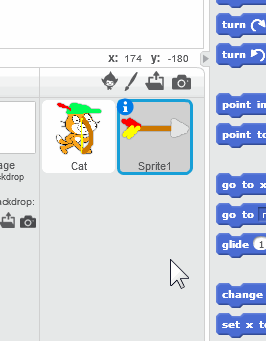 turn
turn
x: 174 y: -180
point in
point to
Cat
Sprite1
age
ckdrop
ackdrop:
go to x
go to
glide 1
change
set x to